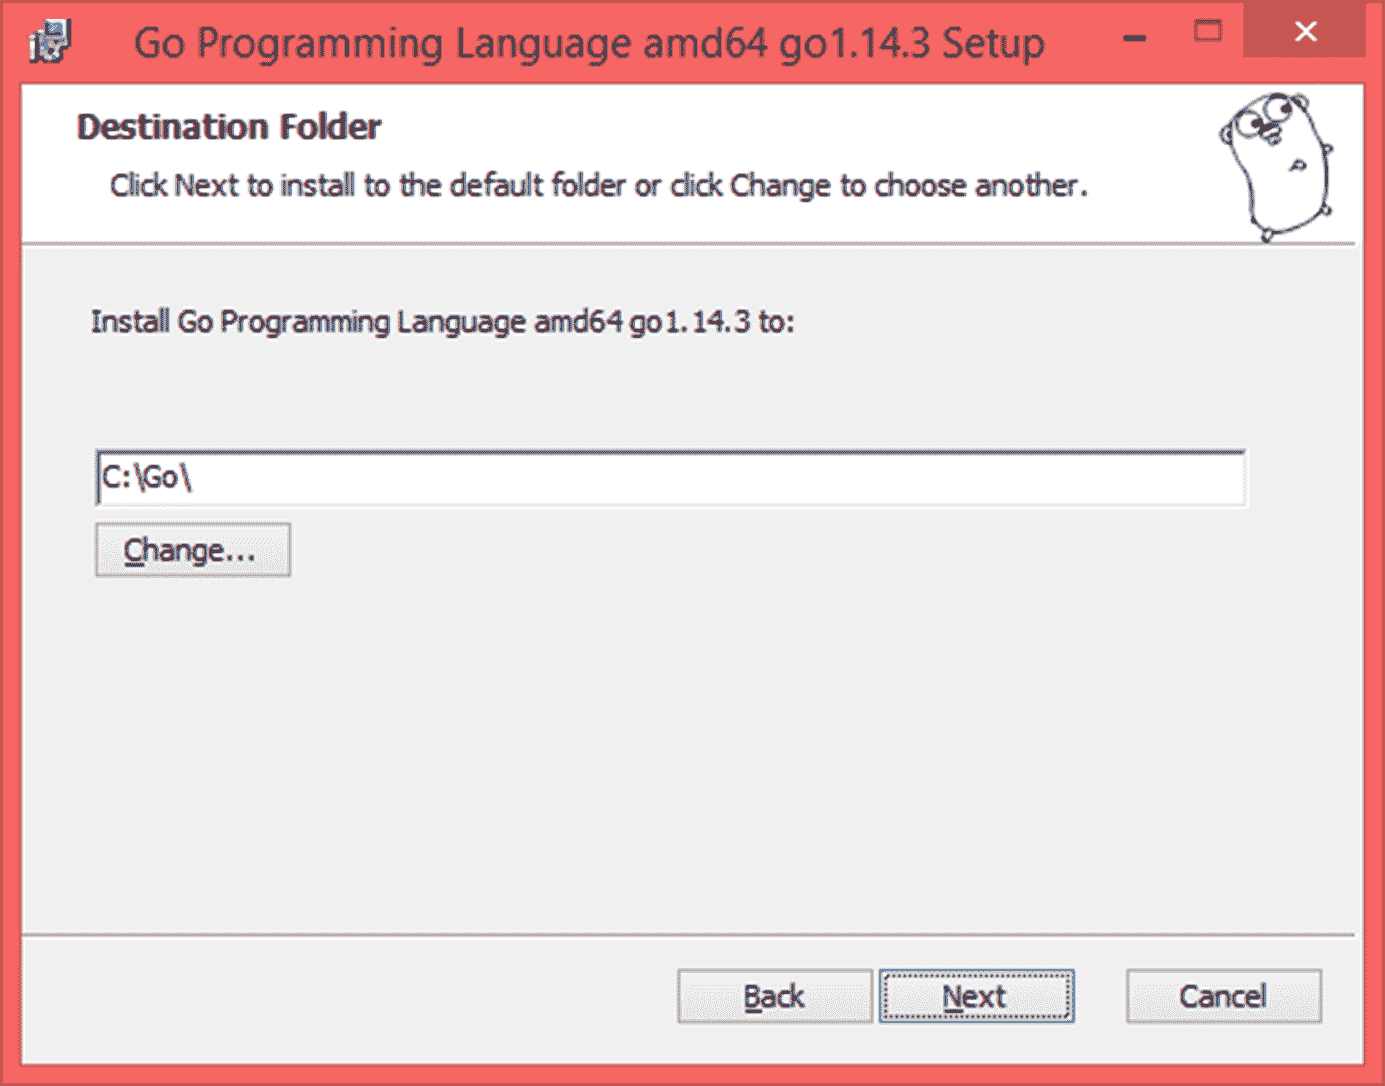 Go Programming Language amd64 go1.14.3 Setup
Destination Folder
Click Next to install to the default folder or click Change to choose another.
Install Go Programming Language amd64 go1.14.3 to:
C:\Go\
Change...
Back Next Cancel